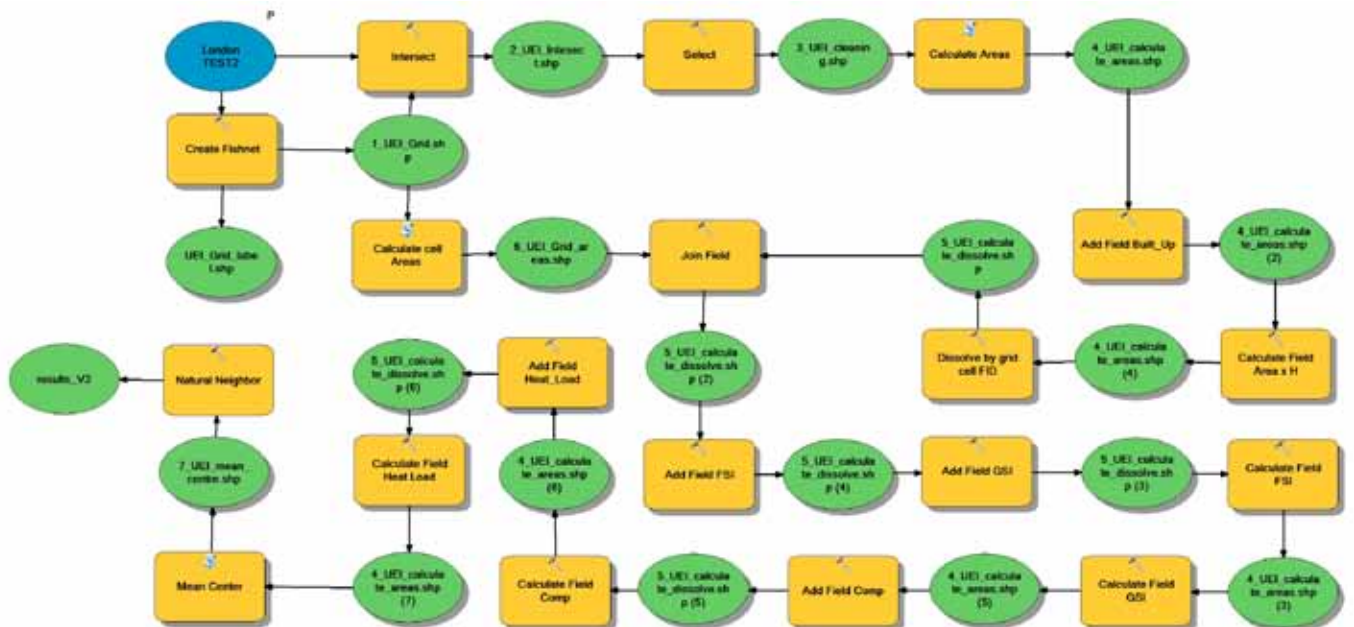 P
London
TEST2
Intersect
2_UEI_Intesec
t.shp
Select
3_UEI_cleanin
g.shp
Calculate Areas
4_UEI_calcula
te_areas.shp
Create Fishnet
1_UEI_Grid.sh
p
UEI_Grid_labe
l.shp
Calculate cell
Areas
6_UEI_Grid_ar
eas.shp
Join Field
5_UEI_calcula
te_dissolve.sh
p
Add Field Built_Up
4_UEI_calcula
te_areas.shp
(2)
results_V3
Natural Neighbor
5_UEI_calcula
te_dissolve.sh
p (6)
Add Field
Heat_Load
5_UEI_calcula
te_dissolve.sh
p (2)
Dissolve by grid
cell FID
4_UEI_calcula
te_areas.shp
(4)
Calculate Field
Area x H
7_UEI_mean_
centre.shp
Calculate Field
Heat Load
4_UEI_calcula
te_areas.shp
(6)
Add Field FSI
5_UEI_calcula
te_dissolve.sh
p (4)
Add Field GSI
5_UEI_calcula
te_dissolve.sh
p (3)
Calculate Field
FSI
Mean Center
4_UEI_calcula
te_areas.shp
(7)
Calculate Field
Comp
5_UEI_calcula
te_dissolve.sh
p (5)
Add Field Comp
4_UEI_calcula
te_areas.shp
(5)
Calculate Field
GSI
4_UEI_calcula
te_areas.shp
(3)